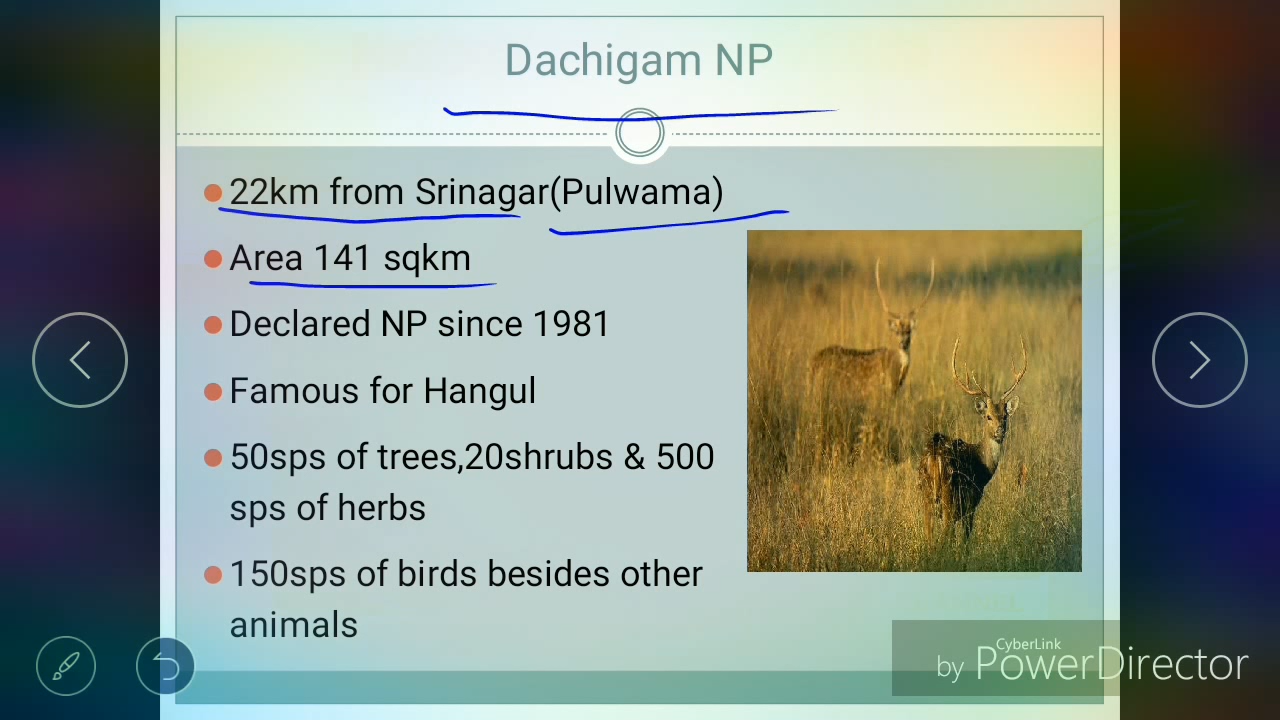 Dachigam NP
22km from Srinagar(Pulwama)
Area 141 sqkm
Declared NP since 1981
Famous for Hangul
50sps of trees,20shrubs & 500
sps of herbs
150sps of birds besides other
animals
CyberLink
by PowerDirector